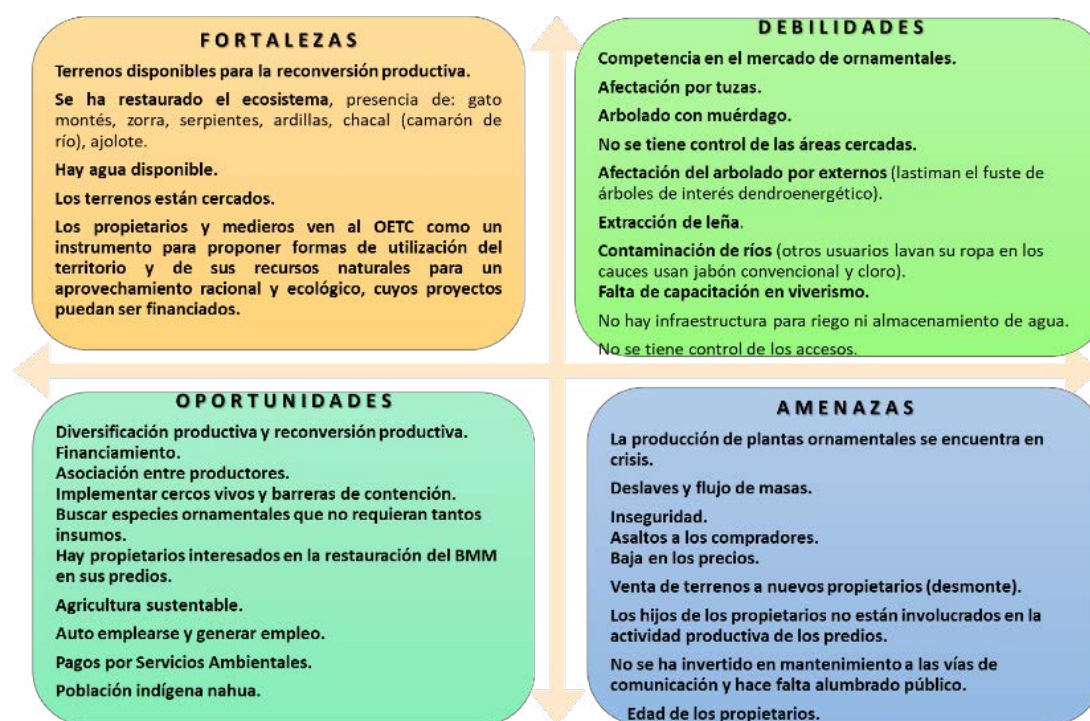 FORTALEZAS
Terrenos disponibles para la reconversión productiva.
Se ha restaurado el ecosistema, presencia de: gato
montés, zorra, serpientes, ardillas, chacal (camarón de
río), ajolote.
Hay agua disponible.
Los terrenos están cercados.
Los propietarios y medieros ven al OETC como un
instrumento para proponer formas de utilización del
territorio y de sus recursos naturales para un
aprovechamiento racional y ecológico, cuyos proyectos
puedan ser financiados.
DEBILIDADES
Competencia en el mercado de ornamentales.
Afectación por tuzas.
Arbolado con muérdago.
No se tiene control de las áreas cercadas.
Afectación del arbolado por externos (lastiman el fuste de
árboles de interés dendroenergético).
Extracción de leña.
Contaminación de ríos (otros usuarios lavan su ropa en los
cauces usan jabón convencional y cloro).
Falta de capacitación en viverismo.
No hay infraestructura para riego ni almacenamiento de agua.
No se tiene control de los accesos.
OPORTUNIDADES
Diversificación productiva y reconversión productiva.
Financiamiento.
Asociación entre productores.
Implementar cercos vivos y barreras de contención.
Buscar especies ornamentales que no requieran tantos
insumos.
Hay propietarios interesados en la restauración del BMM
en sus predios.
Agricultura sustentable.
Auto emplearse y generar empleo.
Pagos por Servicios Ambientales.
Población indígena nahua.
AMENAZAS
La producción de plantas ornamentales se encuentra en
crisis.
Deslaves y flujo de masas.
Inseguridad.
Asaltos a los compradores.
Baja en los precios.
Venta de terrenos a nuevos propietarios (desmonte).
Los hijos de los propietarios no están involucrados en la
actividad productiva de los predios.
No se ha invertido en mantenimiento a las vías de
comunicación y hace falta alumbrado público.
Edad de los propietarios.